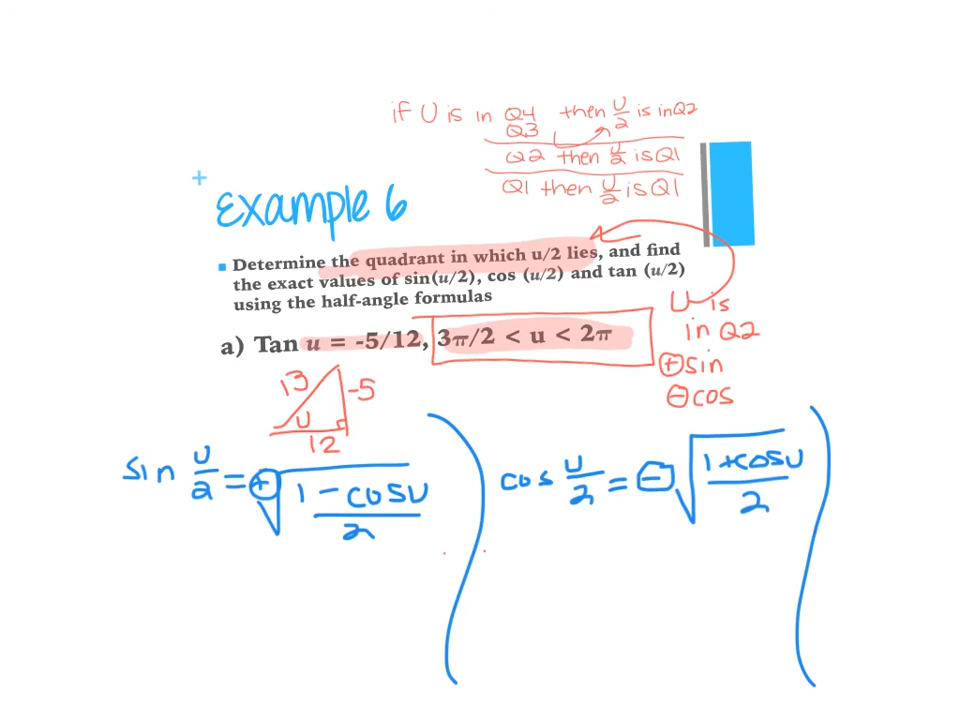 if U is in Q4 then U/2 is in Q2
Q3
Q2 then U/2 is Q1
Q1 then U/2 is Q1
+
Example 6
▪ Determine the quadrant in which u/2 lies, and find
the exact values of sin(u/2), cos (u/2) and tan (u/2)
using the half-angle formulas
U is
in Q2
a) Tan u = -5/12, 3π/2 < u < 2π
⊕ sin
⊖ cos
13 -5
U
12
sin U/2 = ⊕√((1 - cosU)/2)
cos U/2 = ⊖√((1+cosU)/2)